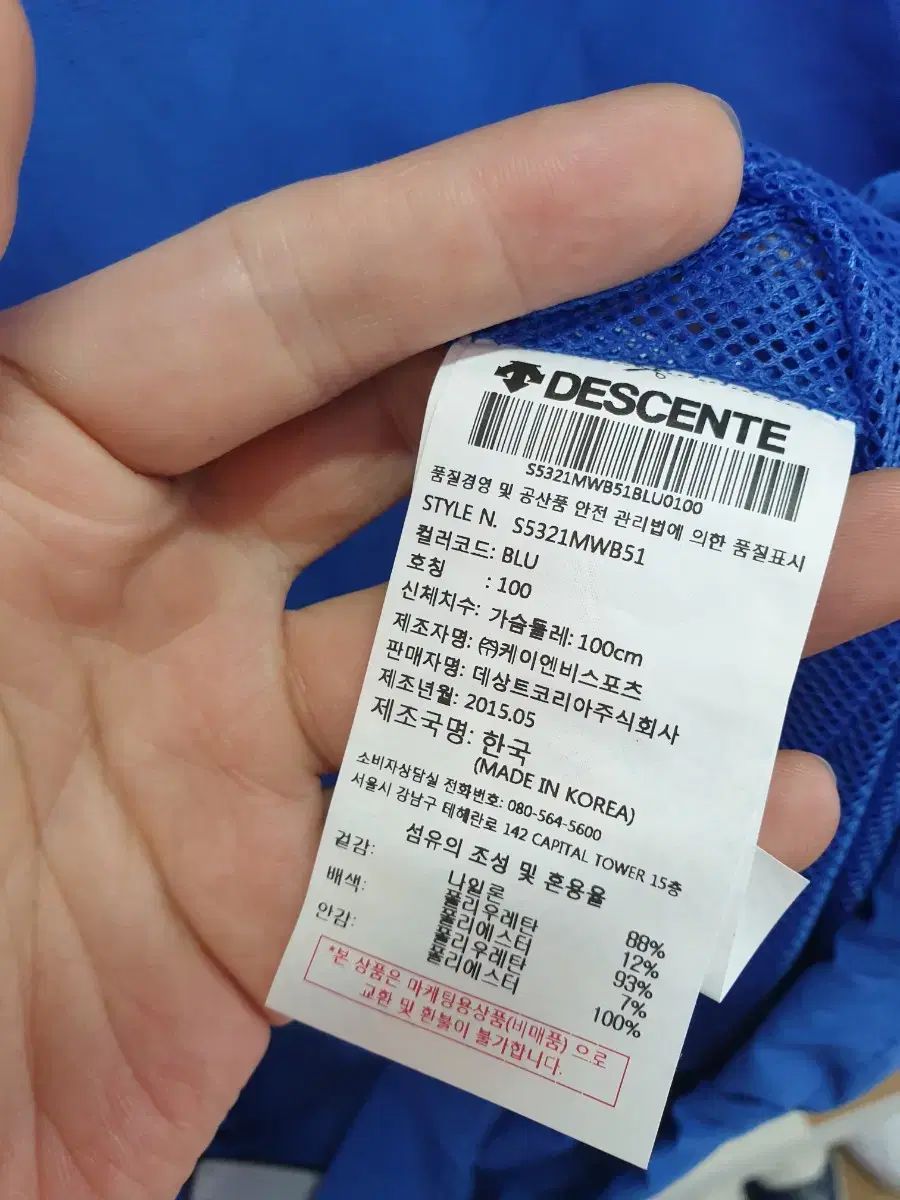 DESCENTE
S5321MWB51BLU0100
품질경영 및 공산품 안전 관리법에 의한 품질표시
STYLE N. S5321MWB51
컬러코드: BLU
호칭 : 100
신체치수: 가슴둘레: 100cm
제조자명: ㈜케이엔비스포츠
판매자명: 데상트코리아주식회사
제조년월: 2015.05
제조국명: 한국
(MADE IN KOREA)
소비자상담실 전화번호: 080-564-5600
서울시 강남구 테헤란로 142 CAPITAL TOWER 15층
섬유의 조성 및 혼용율
겉감: 나일론 88%
폴리우레탄 12%
배색: 폴리에스터 93%
폴리우레탄 7%
안감: 폴리에스터 100%
*본 상품은 마케팅용상품(비매품) 으로
교환 및 환불이 불가합니다.